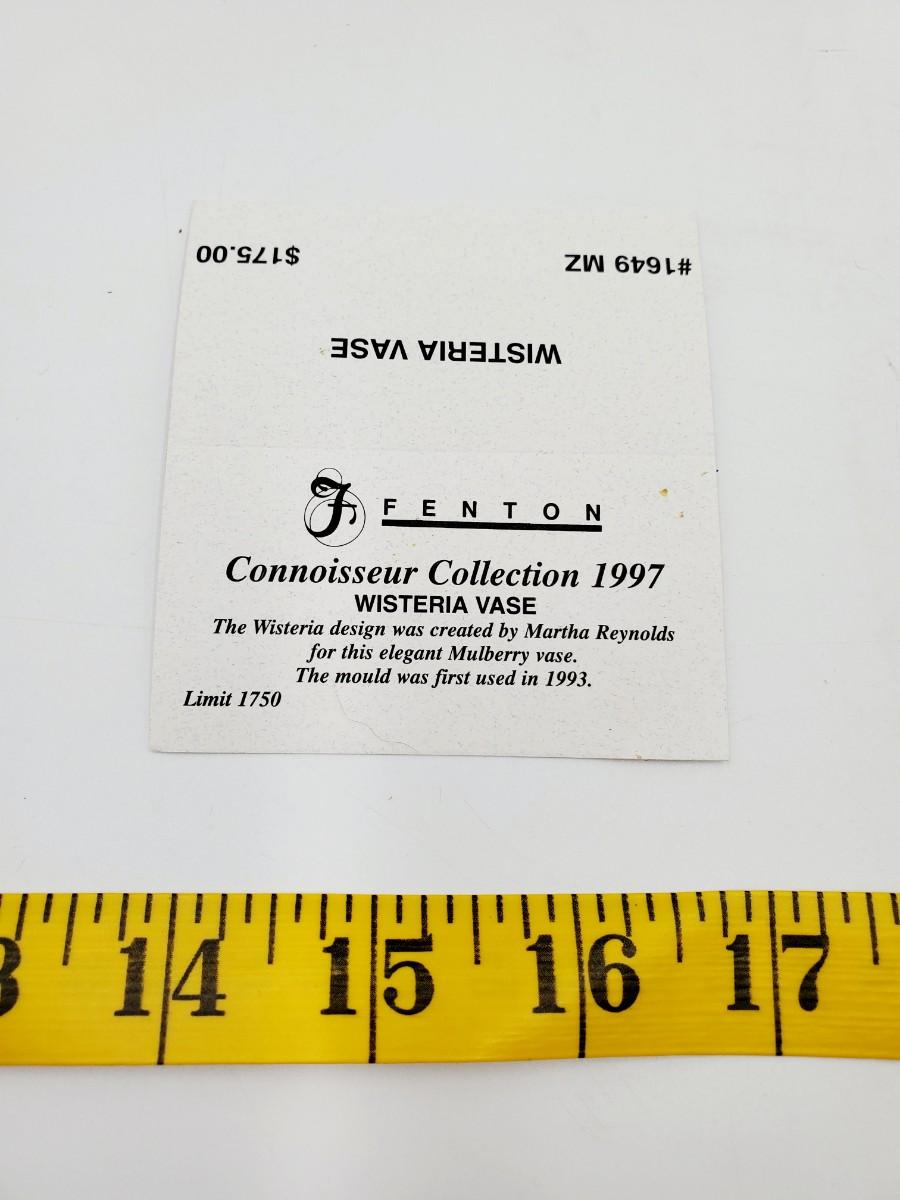 $175.00 #1649 MZ
WISTERIA VASE
F FENTON
Connoisseur Collection 1997
WISTERIA VASE
The Wisteria design was created by Martha Reynolds
for this elegant Mulberry vase.
The mould was first used in 1993.
Limit 1750
3 14 15 16 17